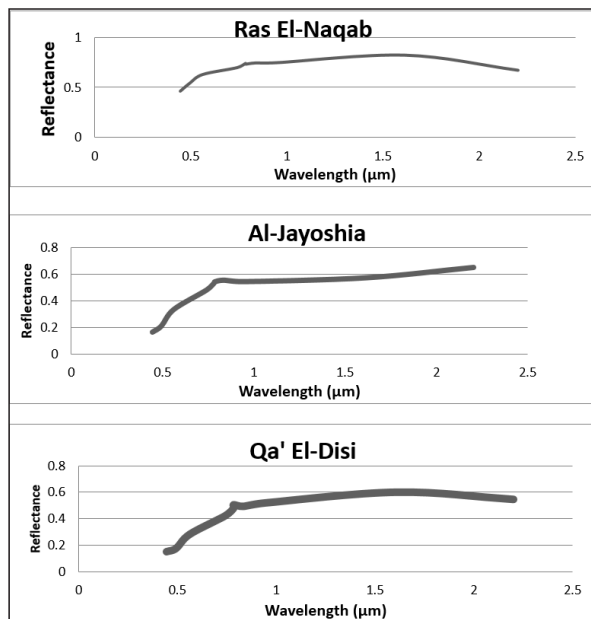 Ras El-Naqab
Reflectance
1
0.5
0
0 0.5 1 1.5 2 2.5
Wavelength (µm)
Al-Jayoshia
Reflectance
0.8
0.6
0.4
0.2
0
0 0.5 1 1.5 2 2.5
Wavelength (µm)
Qa' El-Disi
Reflectance
0.8
0.6
0.4
0.2
0
0 0.5 1 1.5 2 2.5
Wavelength (µm)